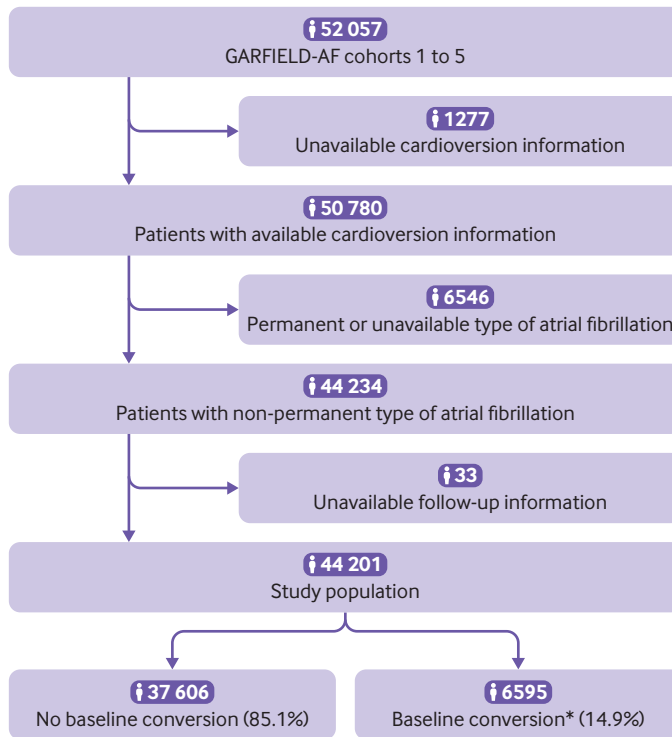 52 057
GARFIELD-AF cohorts 1 to 5
1277
Unavailable cardioversion information
50 780
Patients with available cardioversion information
6546
Permanent or unavailable type of atrial fibrillation
44 234
Patients with non-permanent type of atrial fibrillation
33
Unavailable follow-up information
44 201
Study population
37 606
No baseline conversion (85.1%)
6595
Baseline conversion* (14.9%)